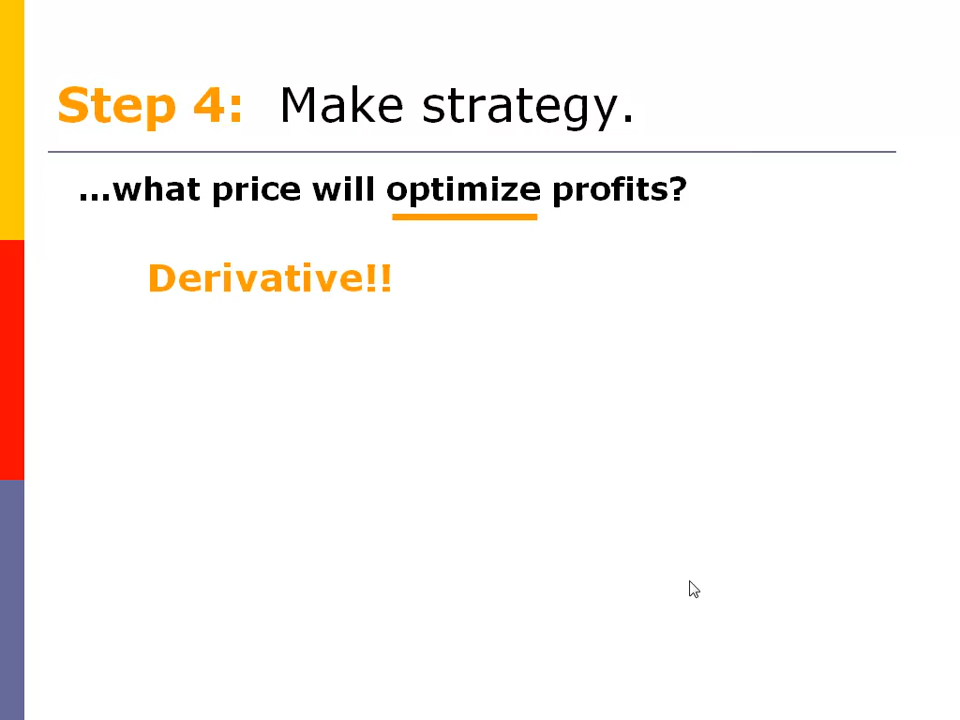 Step 4: Make strategy.
…what price will optimize profits?
Derivative!!